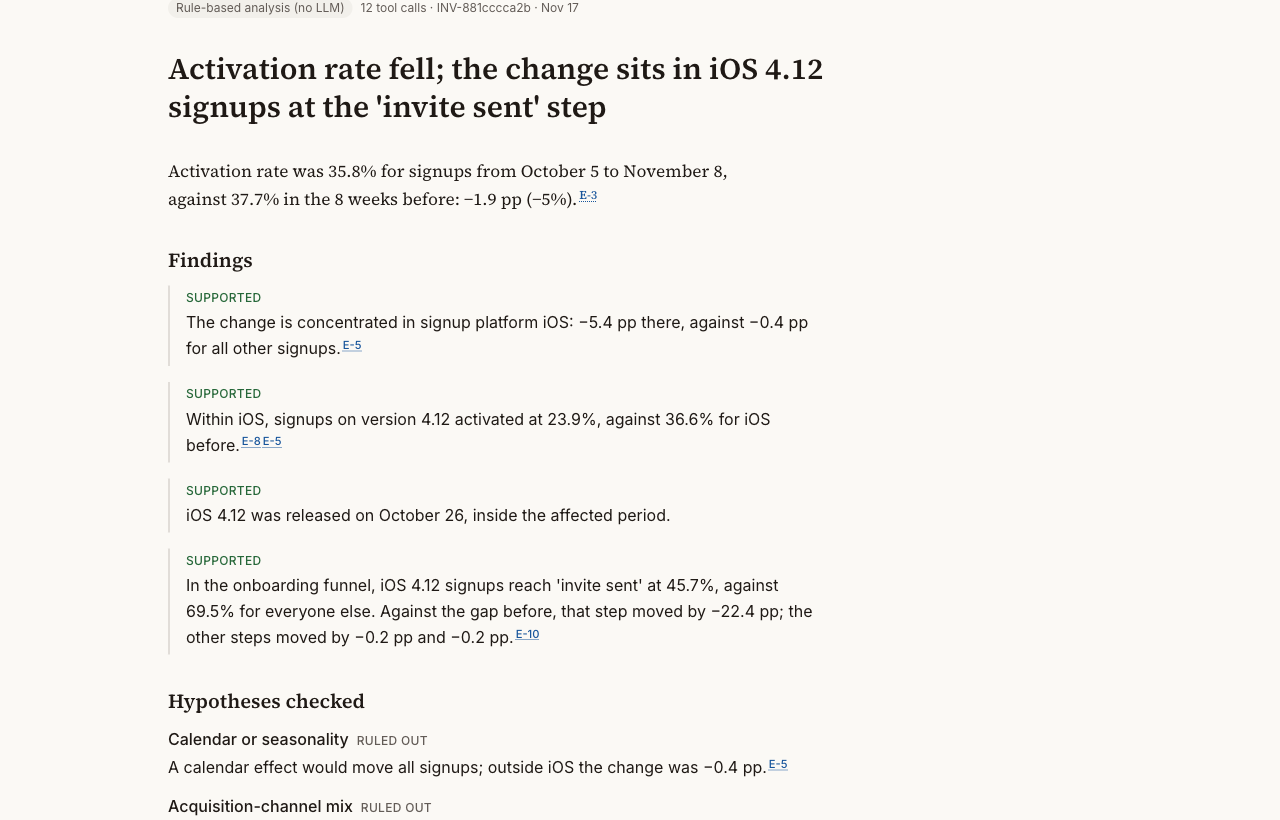 Rule-based analysis (no LLM) 12 tool calls · INV-881cccca2b · Nov 17
Activation rate fell; the change sits in iOS 4.12
signups at the 'invite sent' step
Activation rate was 35.8% for signups from October 5 to November 8,
against 37.7% in the 8 weeks before: −1.9 pp (−5%). E-3
Findings
SUPPORTED
The change is concentrated in signup platform iOS: −5.4 pp there, against −0.4 pp
for all other signups. E-5
SUPPORTED
Within iOS, signups on version 4.12 activated at 23.9%, against 36.6% for iOS
before. E-8 E-5
SUPPORTED
iOS 4.12 was released on October 26, inside the affected period.
SUPPORTED
In the onboarding funnel, iOS 4.12 signups reach 'invite sent' at 45.7%, against
69.5% for everyone else. Against the gap before, that step moved by −22.4 pp; the
other steps moved by −0.2 pp and −0.2 pp. E-10
Hypotheses checked
Calendar or seasonality RULED OUT
A calendar effect would move all signups; outside iOS the change was −0.4 pp. E-5
Acquisition-channel mix RULED OUT